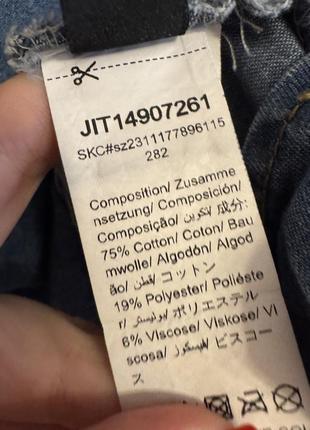 JIT14907261
SKC#sz2311177896115
282
Composition/ Zusamme
nsetzung/ Composición/
Composição/ التكوين/ 成分:
75% Cotton/ Coton/ Bau
mwolle/ Algodón/ Algod
ão/ قطن/ コットン
19% Polyester/ Polièste
r/ بوليستر/ ポリエステル
6% Viscose/ Viskose/ Vi
scosa/ فيسكوز/ ビスコー
ス